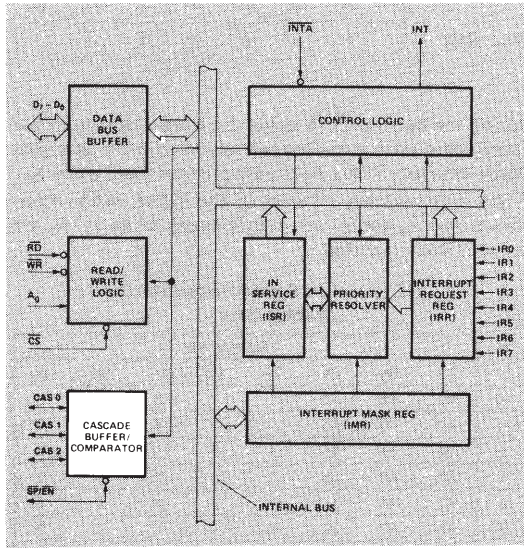 INTA
INT
D7 – D0
DATA
BUS
BUFFER
CONTROL LOGIC
RD
WR
A0
CS
READ/
WRITE
LOGIC
IN
SERVICE
REG
(ISR)
PRIORITY
RESOLVER
INTERRUPT
REQUEST
REG
(IRR)
IR0
IR1
IR2
IR3
IR4
IR5
IR6
IR7
CAS 0
CAS 1
CAS 2
CASCADE
BUFFER/
COMPARATOR
INTERRUPT MASK REG
(IMR)
SP/EN
INTERNAL BUS